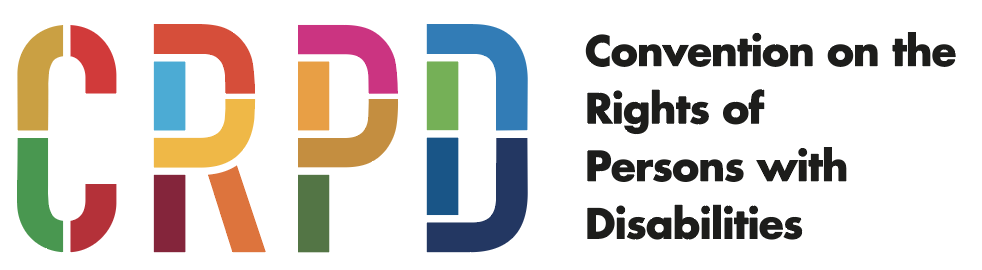 CRPD
Convention on the
Rights of
Persons with
Disabilities